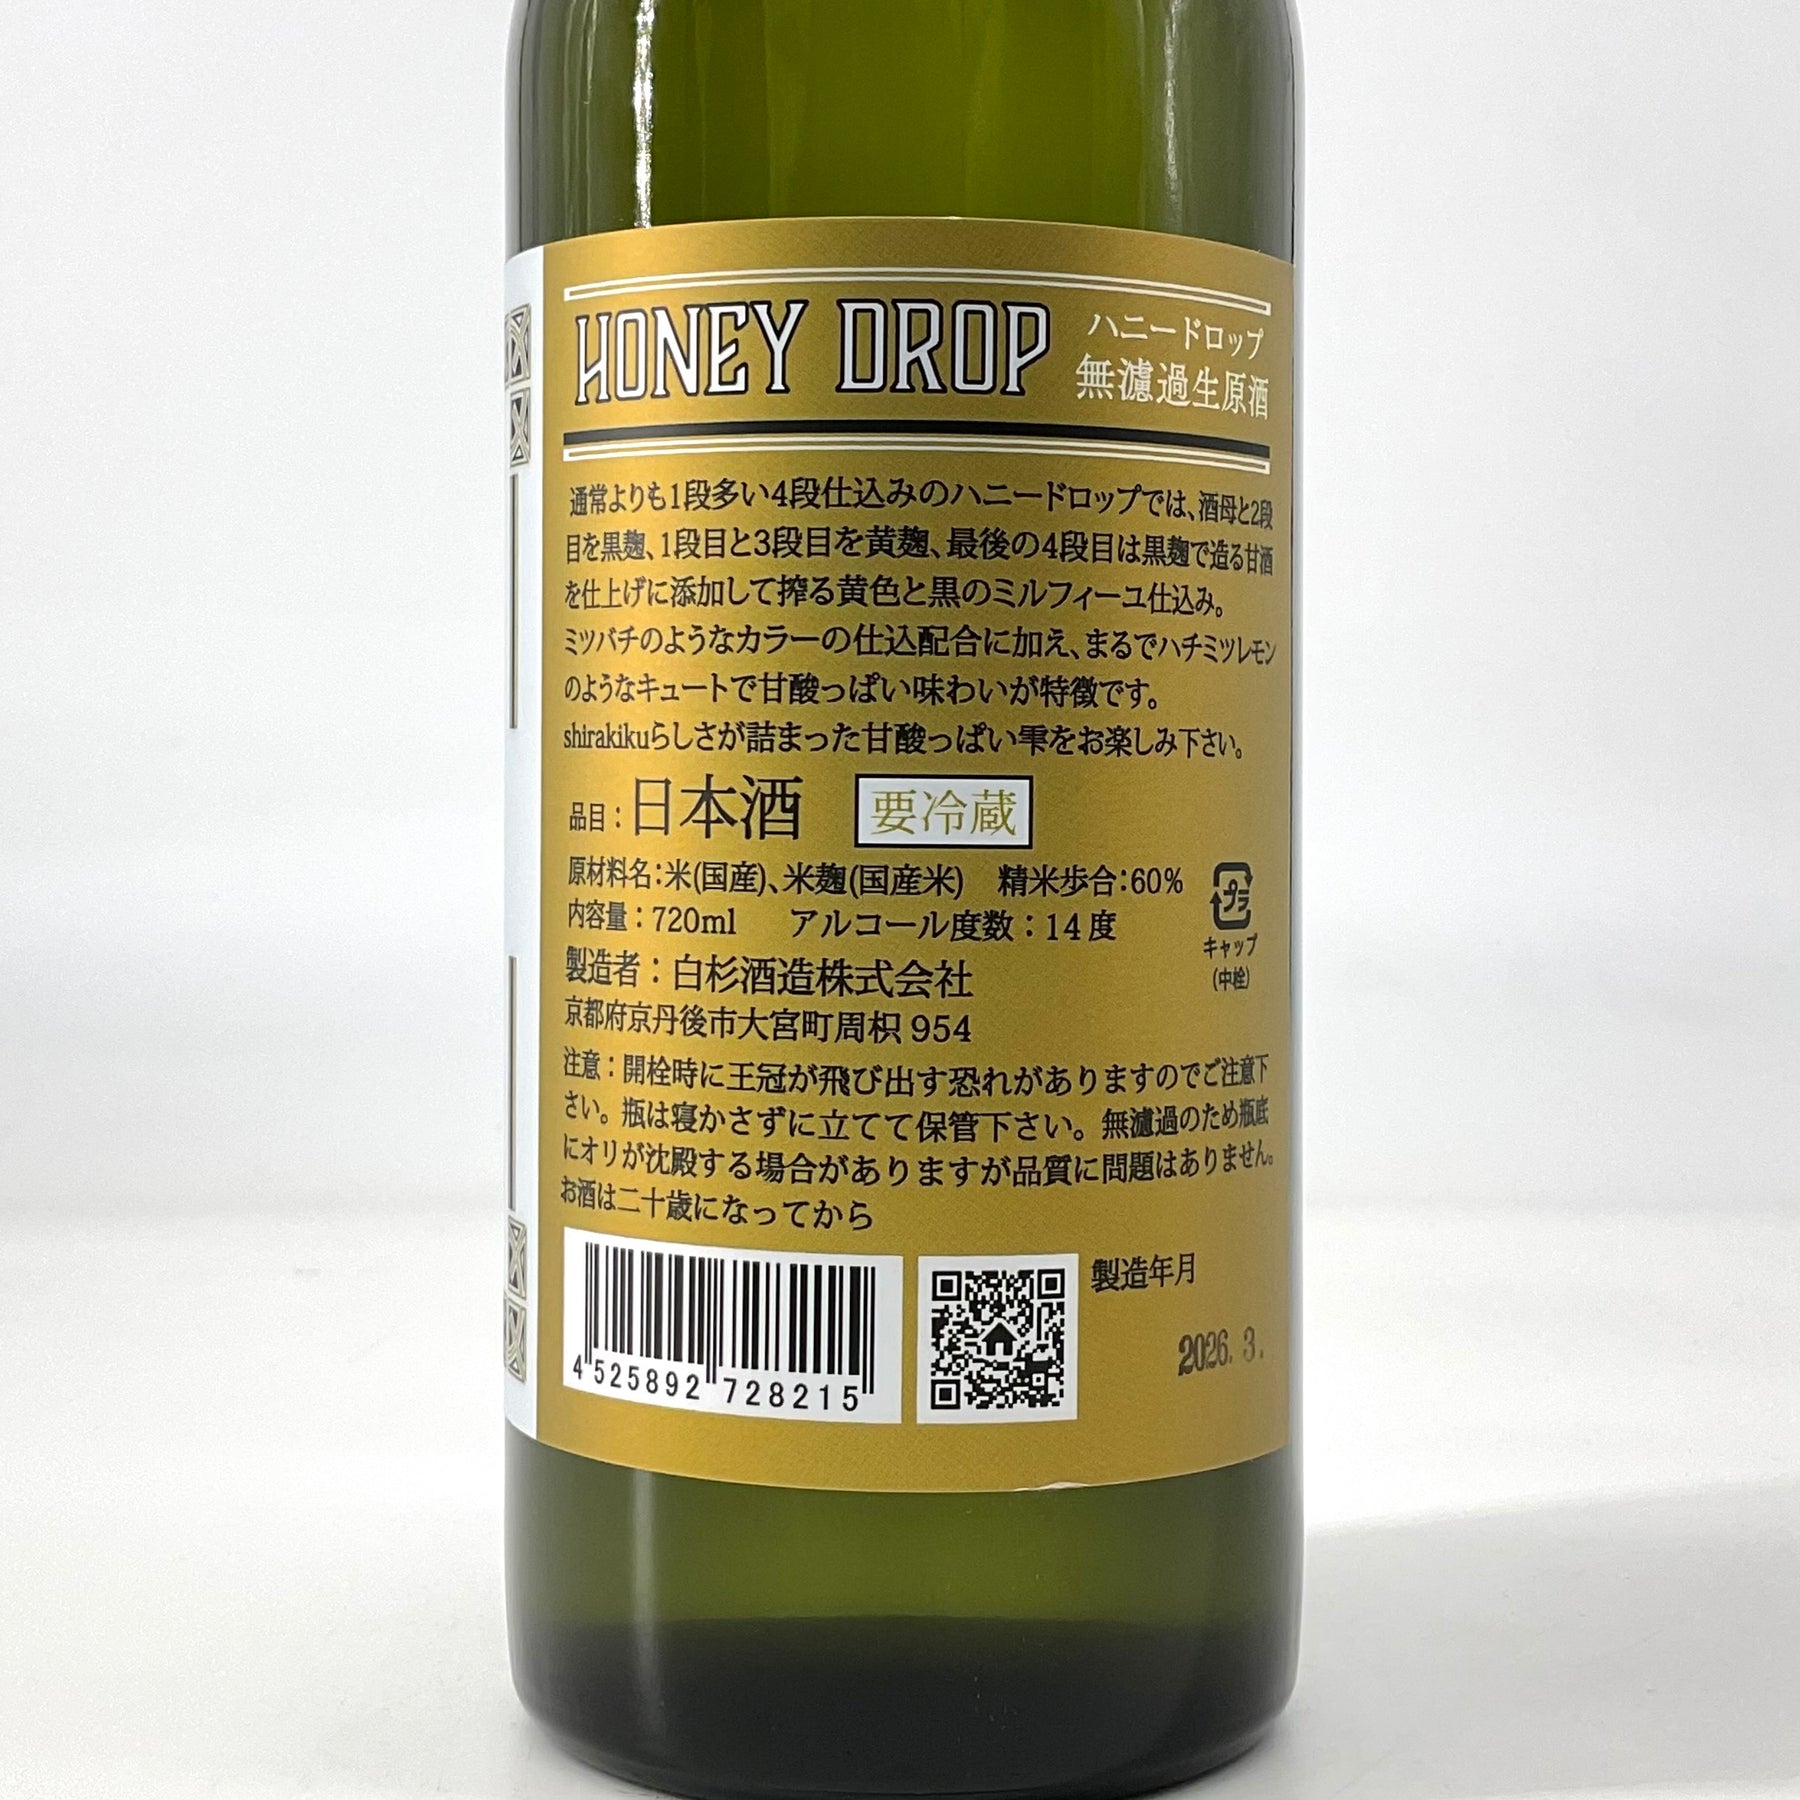 HONEY DROP
ハニードロップ
無濾過生原酒
通常よりも1段多い4段仕込みのハニードロップでは、酒母と2段
目を黒麹、1段目と3段目を黄麹、最後の4段目は黒麹で造る甘酒
を仕上げに添加して搾る黄色と黒のミルフィーユ仕込み。
ミツバチのようなカラーの仕込配合に加え、まるでハチミツレモン
のようなキュートで甘酸っぱい味わいが特徴です。
shirakikuらしさが詰まった甘酸っぱい雫をお楽しみ下さい。
品目：日本酒 要冷蔵
原材料名：米(国産)、米麹(国産米) 精米歩合：60%
内容量：720ml アルコール度数：14度
プラ
キャップ
(中栓)
製造者：白杉酒造株式会社
京都府京丹後市大宮町周枳954
注意：開栓時に王冠が飛び出す恐れがありますのでご注意下
さい。瓶は寝かさずに立てて保管下さい。無濾過のため瓶底
にオリが沈殿する場合がありますが品質に問題はありません。
お酒は二十歳になってから
4 525892 728215
製造年月
2026. 3.